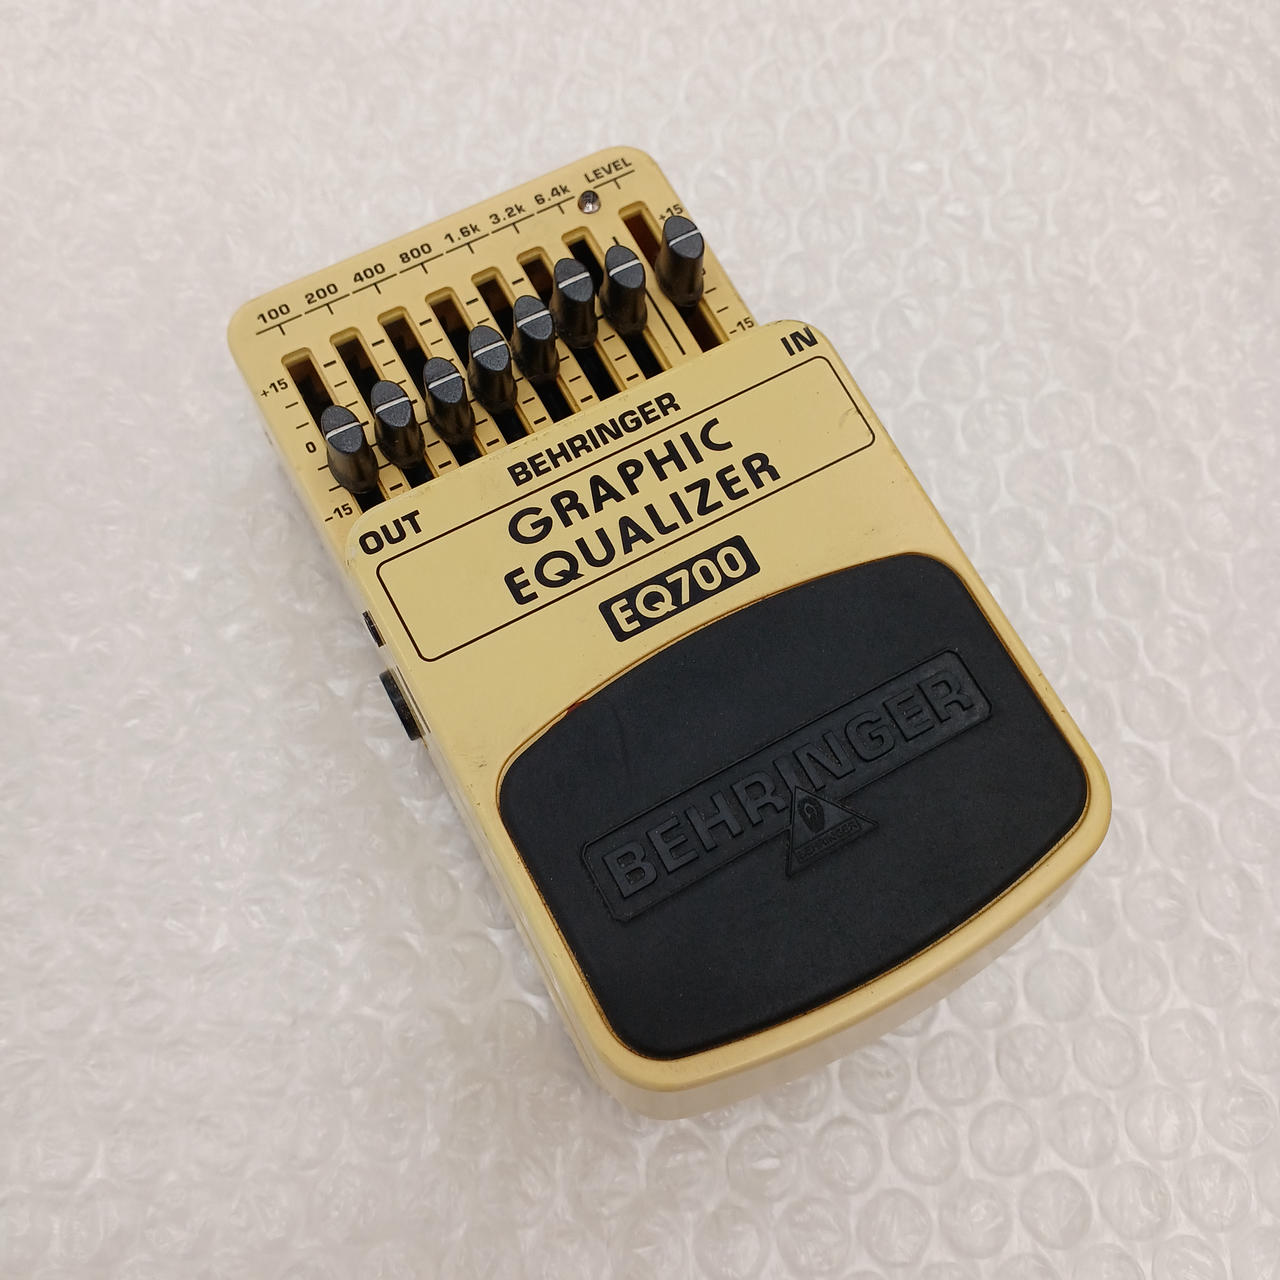 100 200 400 800 1.6k 3.2k 6.4k LEVEL
+15 +15
0
-15 -15
OUT IN
BEHRINGER
GRAPHIC
EQUALIZER
EQ700
BEHRINGER
BEHRINGER